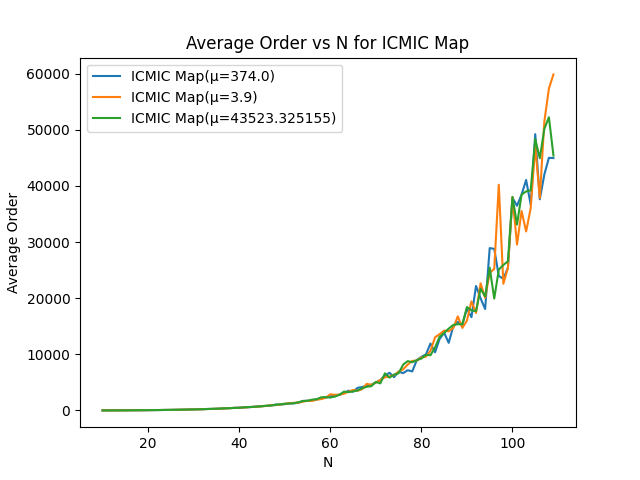 Average Order vs N for ICMIC Map
ICMIC Map(μ=374.0)
ICMIC Map(μ=3.9)
ICMIC Map(μ=43523.325155)
Average Order
60000
50000
40000
30000
20000
10000
0
20 40 60 80 100
N